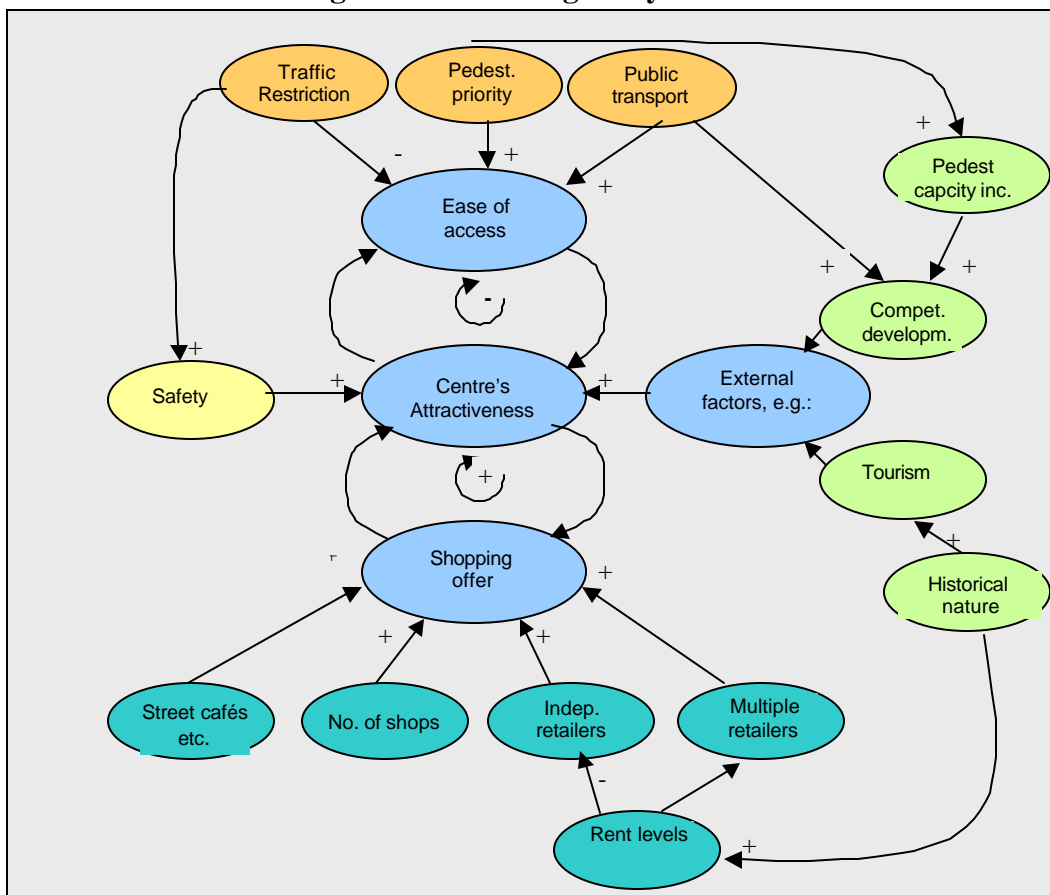 Traffic
Restriction
Pedest.
priority
Public
transport
+
-
+
+
Pedest
capcity inc.
Ease of
access
+
+
-
Compet.
developm.
+
Safety
+
Centre's
Attractiveness
+
External
factors, e.g.:
+
Tourism
Shopping
offer
+
+
Historical
nature
+
+
Street cafés
etc.
No. of shops
Indep.
retailers
Multiple
retailers
-
Rent levels
+